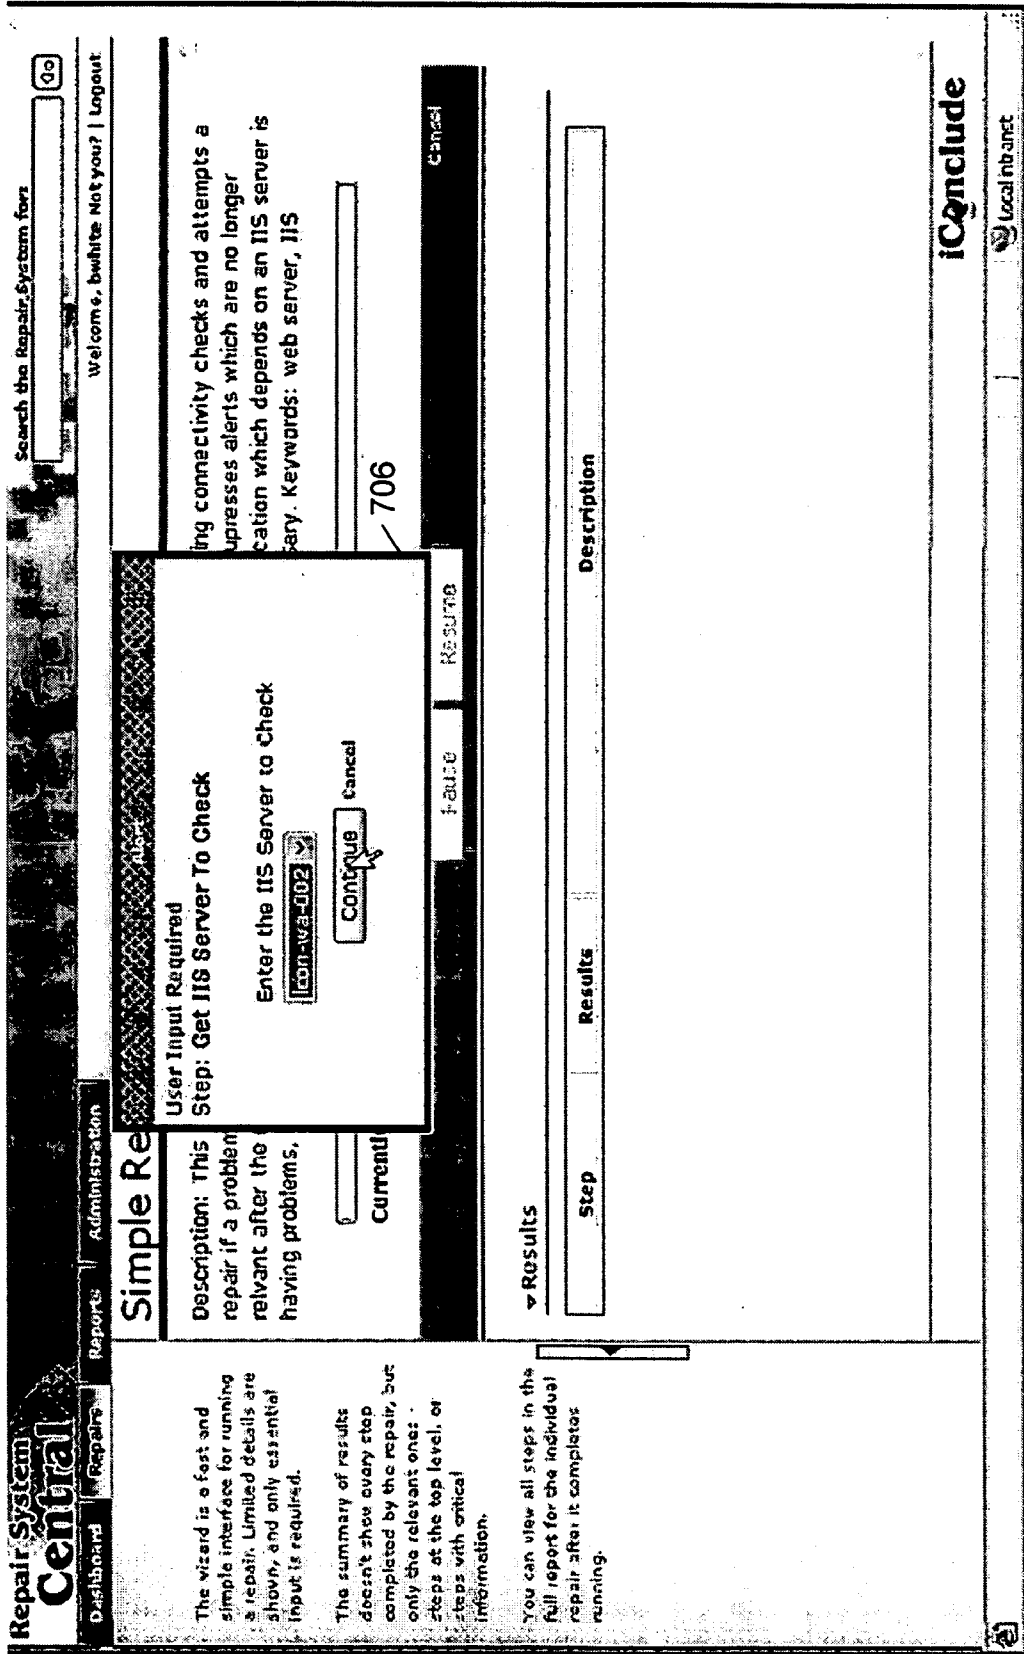 Repair System
Central
Search the Repair System for:
Go
Dashboard
Repairs
Reports
Administration
Welcome, bwhite Not you? | Logout
The wizard is a fast and
simple interface for running
a repair. Limited details are
shown, and only essential
input is required.
The summary of results
doesn't show every step
completed by the repair, but
only the relevant ones:
steps at the top level, or
steps with critical
information.
You can view all steps in the
full report for the individual
repair after it completes
running.
Simple Re
Description: This
ing connectivity checks and attempts a
repair if a problem
upresses alerts which are no longer
relvant after the
cation which depends on an IIS server is
having problems,
sary. Keywords: web server, IIS
Currentl
User Input Required
Step: Get IIS Server To Check
Enter the IIS Server to Check
icon-wa-002
Continue
Cancel
706
Pause
Resume
Cancel
Results
Step
Results
Description
iConclude
Local intranet